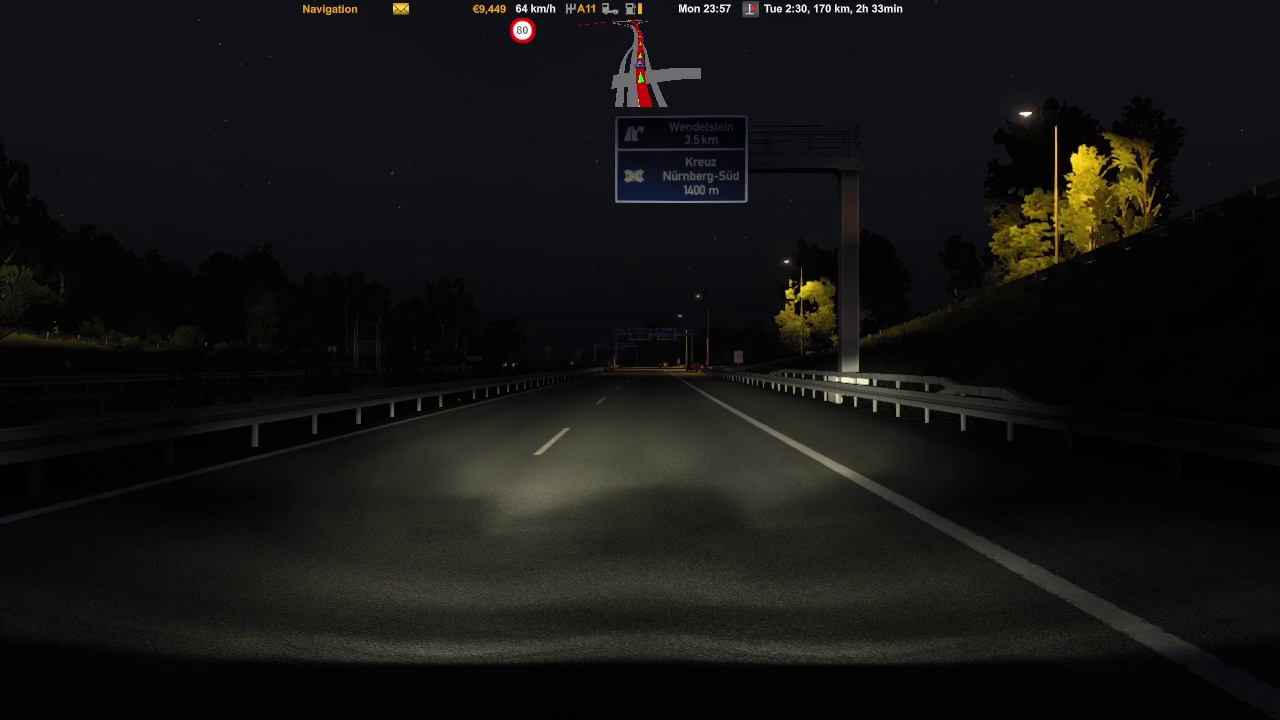 Navigation €9,449 64 km/h A11 Mon 23:57 Tue 2:30, 170 km, 2h 33min
80
Wendelstein
3.5 km
Kreuz
Nürnberg-Süd
1400 m